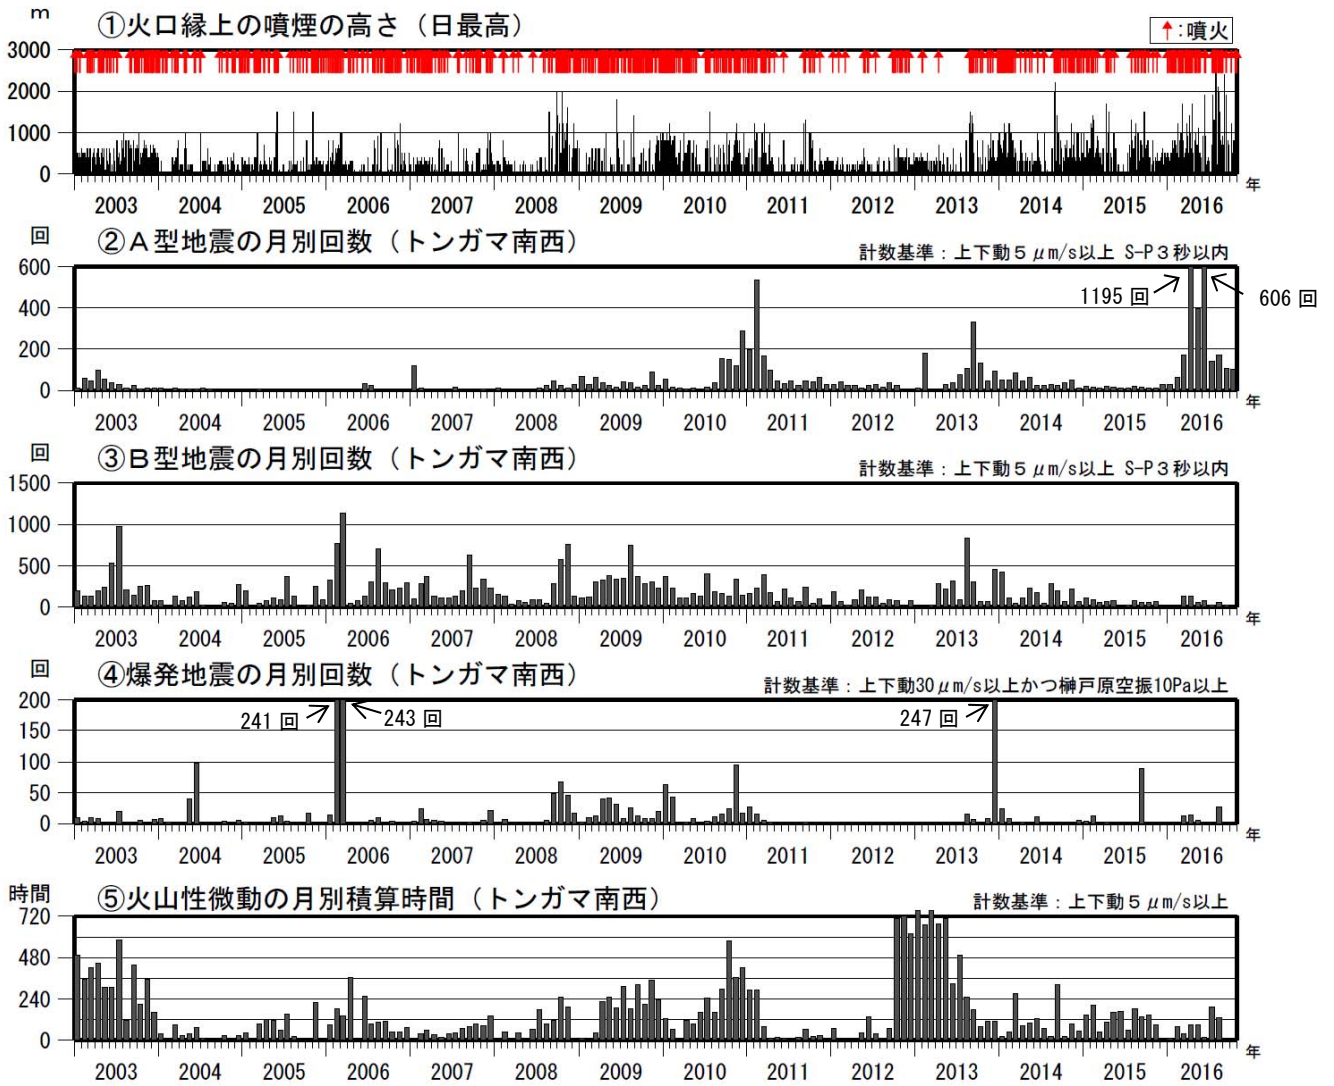 m
①火口縁上の噴煙の高さ（日最高）
↑:噴火
3000
2000
1000
0
年
2003 2004 2005 2006 2007 2008 2009 2010 2011 2012 2013 2014 2015 2016
回
②Ａ型地震の月別回数（トンガマ南西）
計数基準：上下動５μm/s以上 S-P３秒以内
600
400
200
0
1195 回
606 回
年
2003 2004 2005 2006 2007 2008 2009 2010 2011 2012 2013 2014 2015 2016
回
③Ｂ型地震の月別回数（トンガマ南西）
計数基準：上下動５μm/s以上 S-P３秒以内
1500
1000
500
0
年
2003 2004 2005 2006 2007 2008 2009 2010 2011 2012 2013 2014 2015 2016
回
④爆発地震の月別回数（トンガマ南西）
計数基準：上下動30μm/s以上かつ榊戸原空振10Pa以上
200
150
100
50
0
241 回
243 回
247 回
年
2003 2004 2005 2006 2007 2008 2009 2010 2011 2012 2013 2014 2015 2016
時間
⑤火山性微動の月別積算時間（トンガマ南西）
計数基準：上下動５μm/s以上
720
480
240
0
年
2003 2004 2005 2006 2007 2008 2009 2010 2011 2012 2013 2014 2015 2016